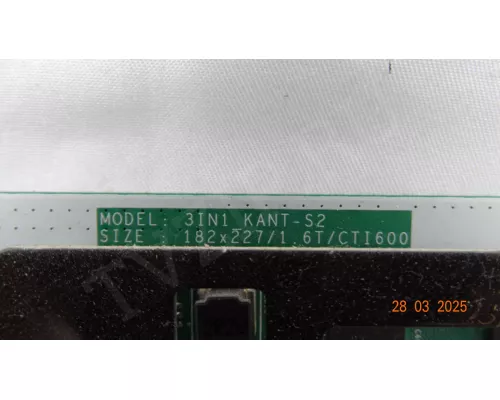 MODEL: 3IN1 KANT-S2
SIZE : 182x227/1.6T/CTI600
28 03 2025